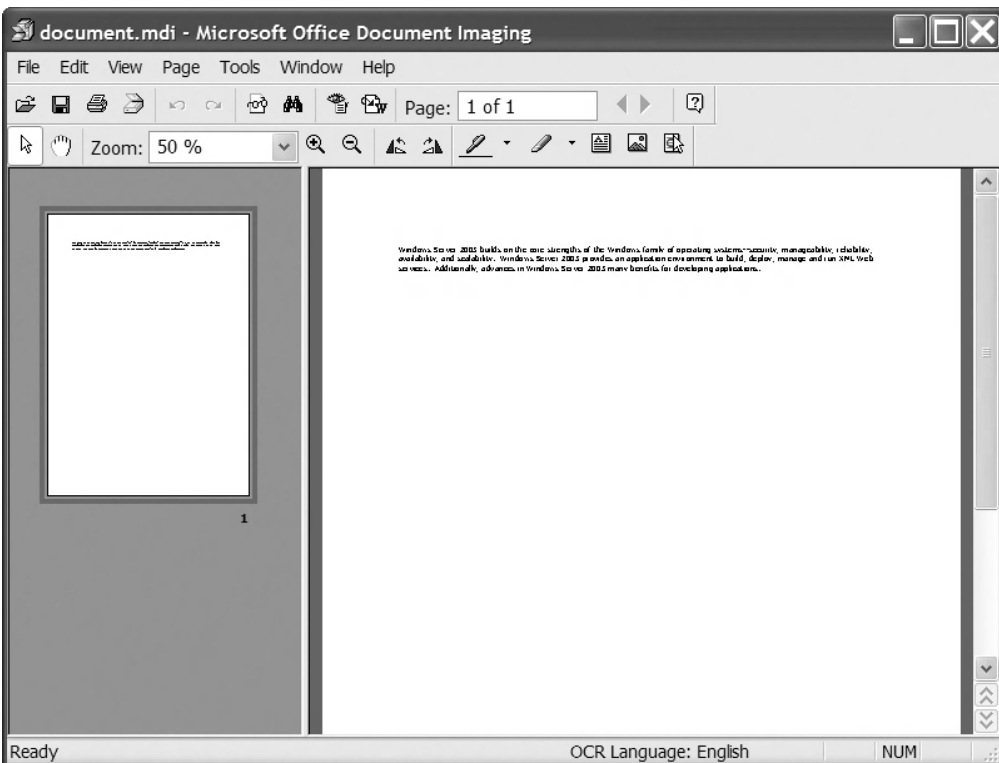 document.mdi - Microsoft Office Document Imaging
File Edit View Page Tools Window Help
Page: 1 of 1
Zoom: 50 %
Windows Server 2003 builds on the core strengths of the Windows family of operating systems--security, manageability, reliability,
availability, and scalability. Windows Server 2003 provides an application environment to build, deploy, manage and run XML Web
services. Additionally, advances in Windows Server 2003 many benefits for developing applications.
1
Ready OCR Language: English NUM